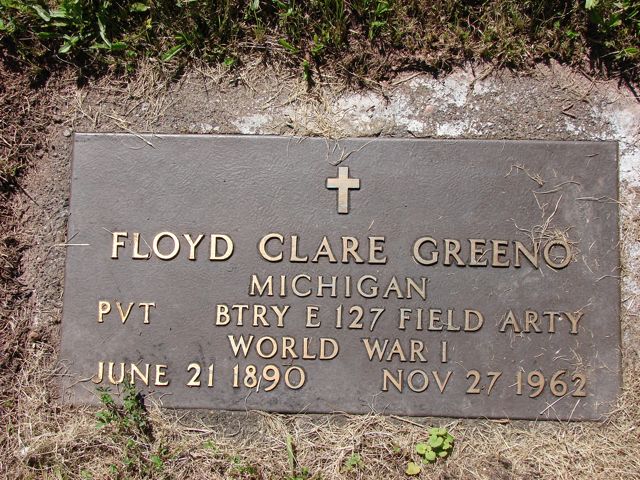 FLOYD CLARE GREENO
MICHIGAN
PVT BTRY E 127 FIELD ARTY
WORLD WAR I
JUNE 21 1890 NOV 27 1962